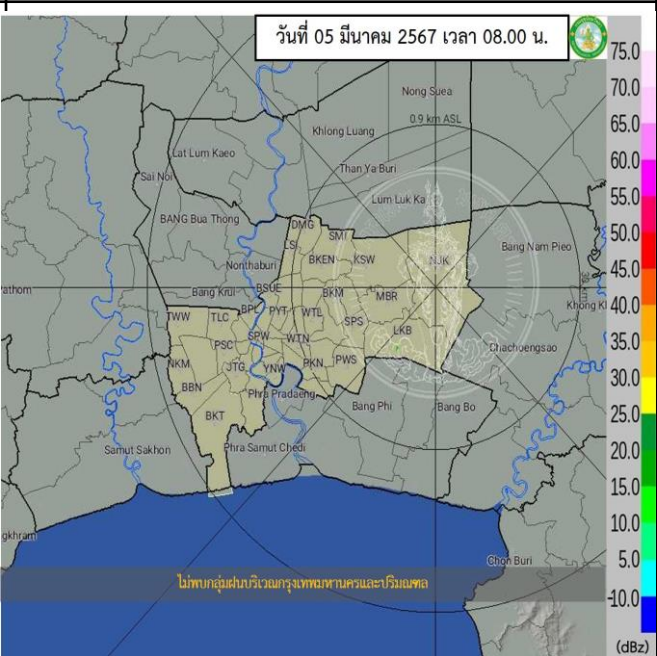 วันที่ 05 มีนาคม 2567 เวลา 08.00 น.
75.0
70.0
65.0
60.0
55.0
50.0
45.0
40.0
35.0
30.0
25.0
20.0
15.0
10.0
5.0
-10.0
(dBz)
Nong Suea
0.9 km ASL
Khlong Luang
Lat Lum Kaeo
Than Ya Buri
Sai Noi
Lum Luk Ka
BANG Bua Thong
DMG
SMI
LSI
Bang Nam Pieo
BKEN
KSW
NJK
Nonthaburi
athom
Bang Krui
BSUE
BKM
MBR
Khong Kl
TWW
TLC
BPL
PYT
WTL
SPS
LKB
PSC
SPW
WTN
Chachoengsao
NKM
JTG
YNW
PKN
PWS
BBN
Phra Pradaeng
BKT
Bang Phi
Bang Bo
Samut Sakhon
Phra Samut Chedi
gkhram
Chon Buri
ไม่พบกลุ่มฝนบริเวณกรุงเทพมหานครและปริมณฑล